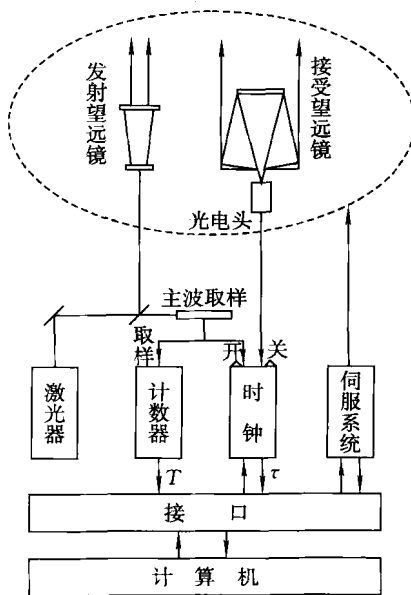 发射望远镜
接受望远镜
光电头
主波取样
取样
开
关
激光器
计数器
时钟
伺服系统
T
τ
接口
计算机